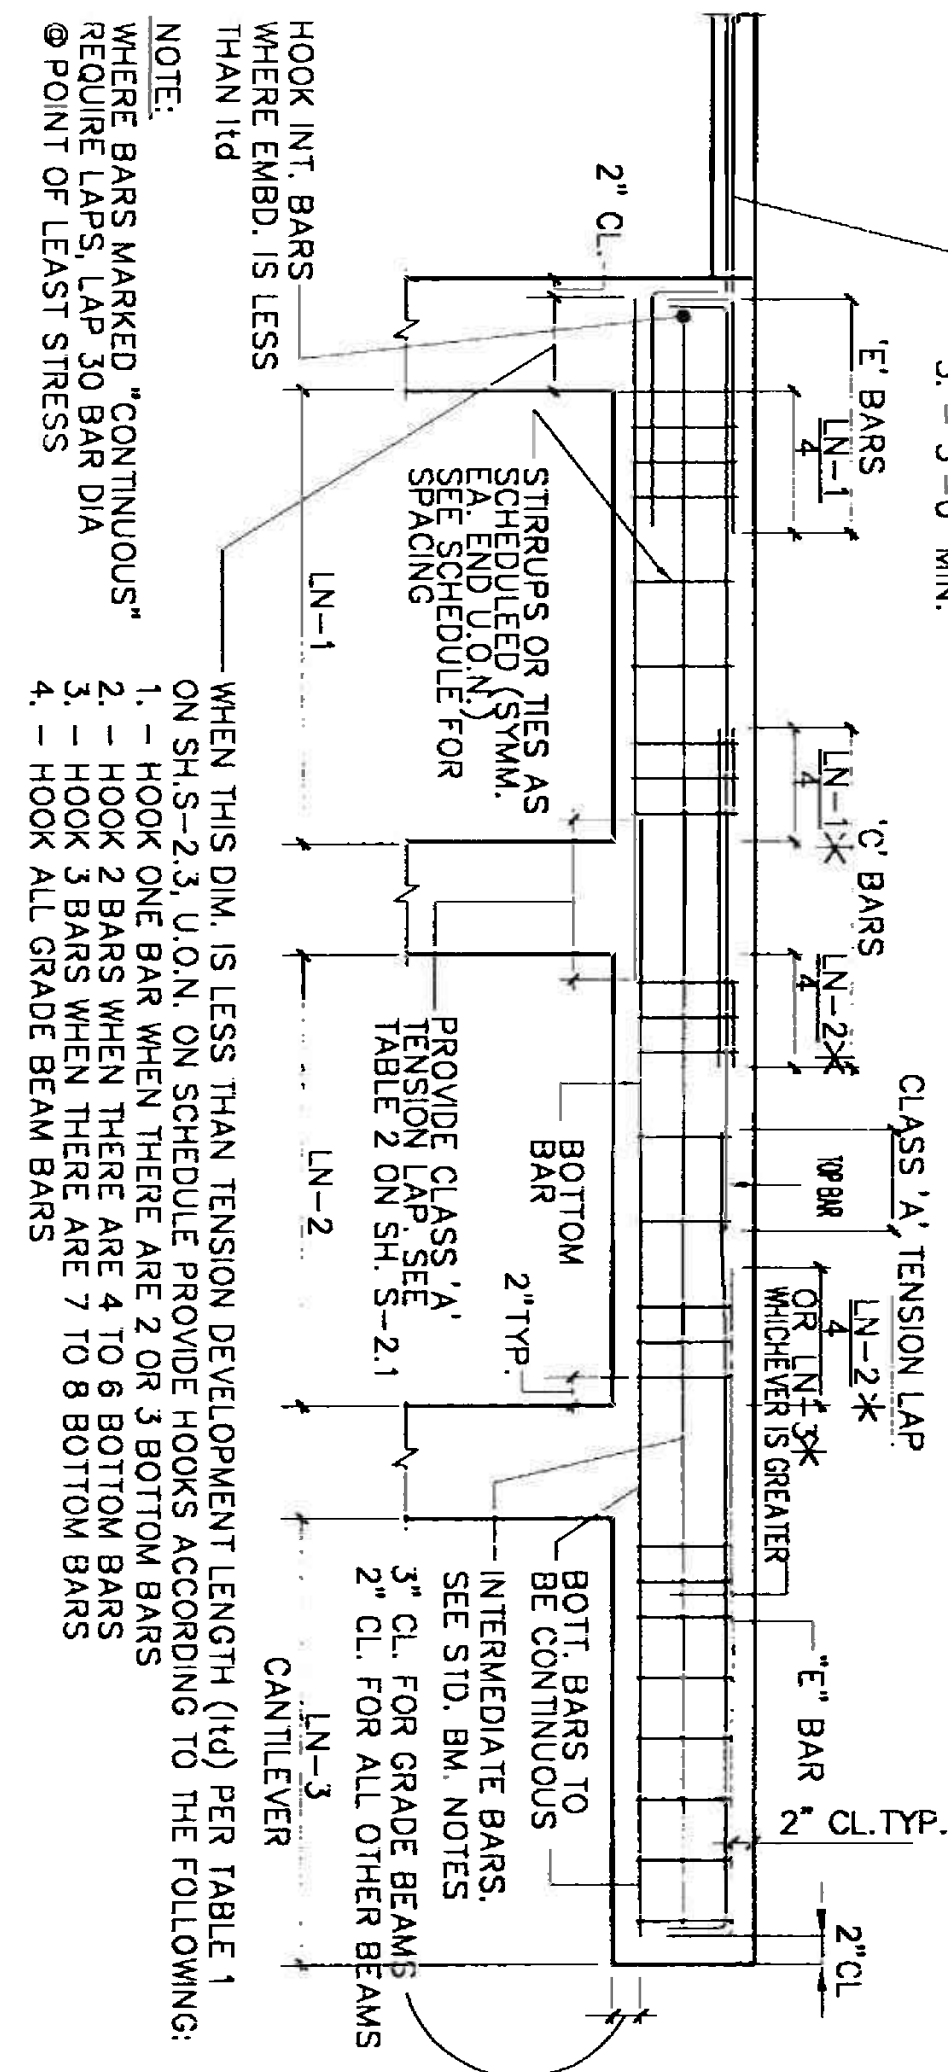 3. - 3'-0" MIN.
'E' BARS
LN-1
4
LN-1*
4
'C' BARS
LN-2*
4
CLASS 'A' TENSION LAP
TOP BAR
LN-2*
4
OR LN-3*
WHICHEVER IS GREATER
"E" BAR
2" CL.TYP.
2"CL
2" CL.
HOOK INT. BARS
WHERE EMBD. IS LESS
THAN ltd
STIRRUPS OR TIES AS
SCHEDULEED (SYMM.
EA. END U.O.N.)
SEE SCHEDULE FOR
SPACING
PROVIDE CLASS 'A'
TENSION LAP. SEE
TABLE 2 ON SH. S-2.1
BOTTOM
BAR
2"TYP.
BOTT. BARS TO
BE CONTINUOUS
INTERMEDIATE BARS.
SEE STD. BM. NOTES
3" CL. FOR GRADE BEAMS
2" CL. FOR ALL OTHER BEAMS
LN-1
LN-2
LN-3
CANTILEVER
NOTE:
WHERE BARS MARKED "CONTINUOUS"
REQUIRE LAPS, LAP 30 BAR DIA
@ POINT OF LEAST STRESS
WHEN THIS DIM. IS LESS THAN TENSION DEVELOPMENT LENGTH (ltd) PER TABLE 1
ON SH.S-2.3, U.O.N. ON SCHEDULE PROVIDE HOOKS ACCORDING TO THE FOLLOWING:
1. - HOOK ONE BAR WHEN THERE ARE 2 OR 3 BOTTOM BARS
2. - HOOK 2 BARS WHEN THERE ARE 4 TO 6 BOTTOM BARS
3. - HOOK 3 BARS WHEN THERE ARE 7 TO 8 BOTTOM BARS
4. - HOOK ALL GRADE BEAM BARS